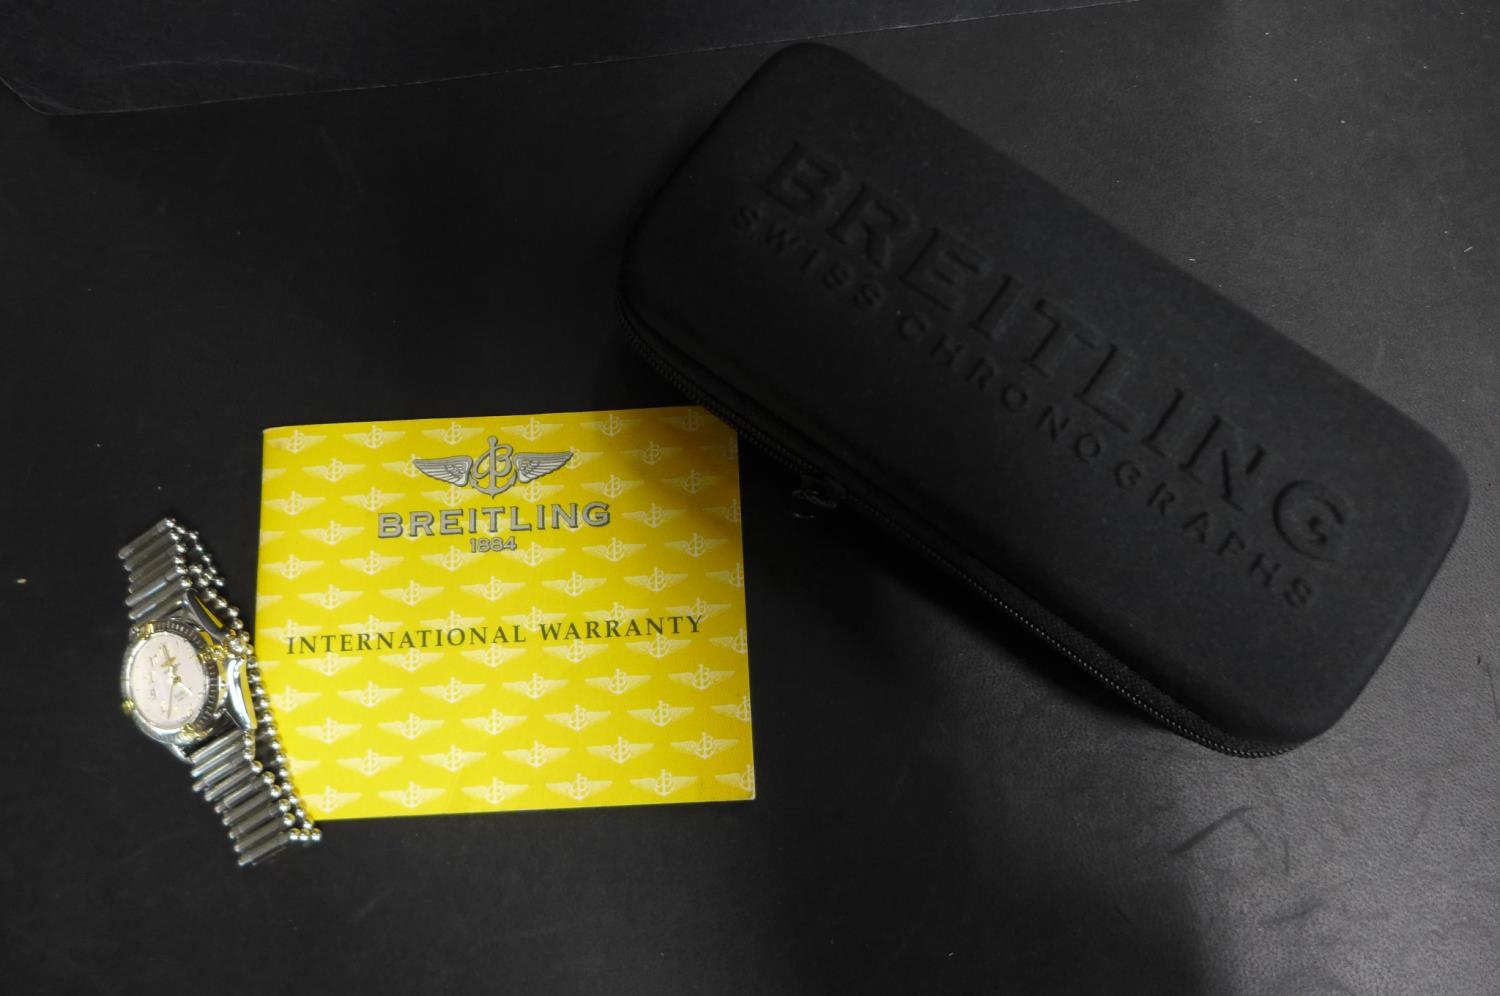 BREITLING
SWISS CHRONOGRAPHS
BREITLING
1884
INTERNATIONAL WARRANTY